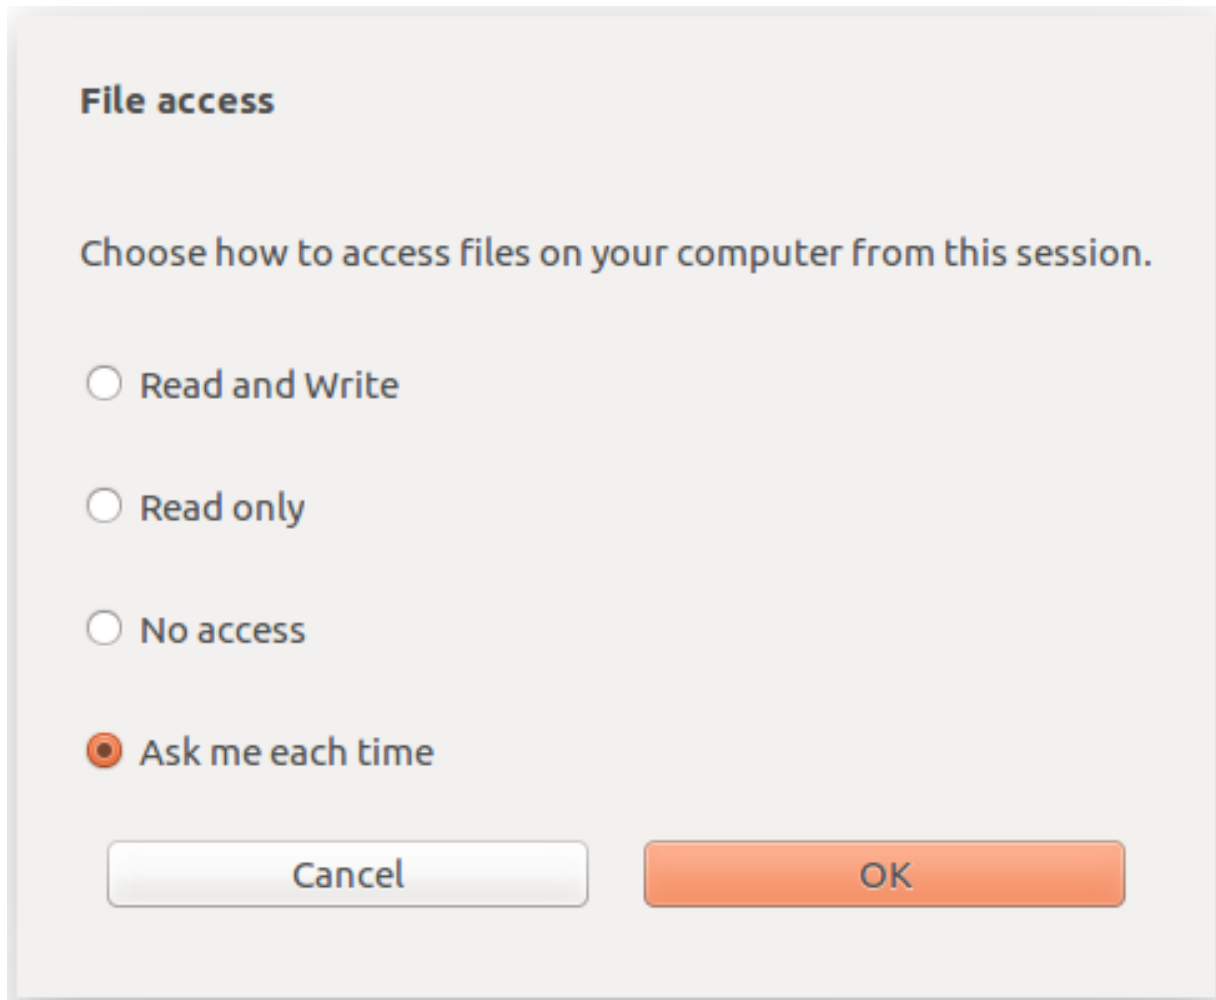 File access
Choose how to access files on your computer from this session.
Read and Write
Read only
No access
Ask me each time
Cancel
OK